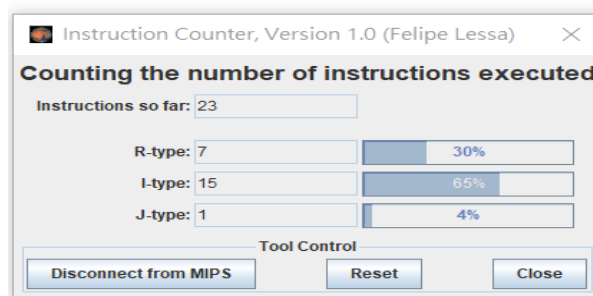 Instruction Counter, Version 1.0 (Felipe Lessa)
Counting the number of instructions executed
Instructions so far: 23
R-type: 7 30%
I-type: 15 65%
J-type: 1 4%
Tool Control
Disconnect from MIPS Reset Close